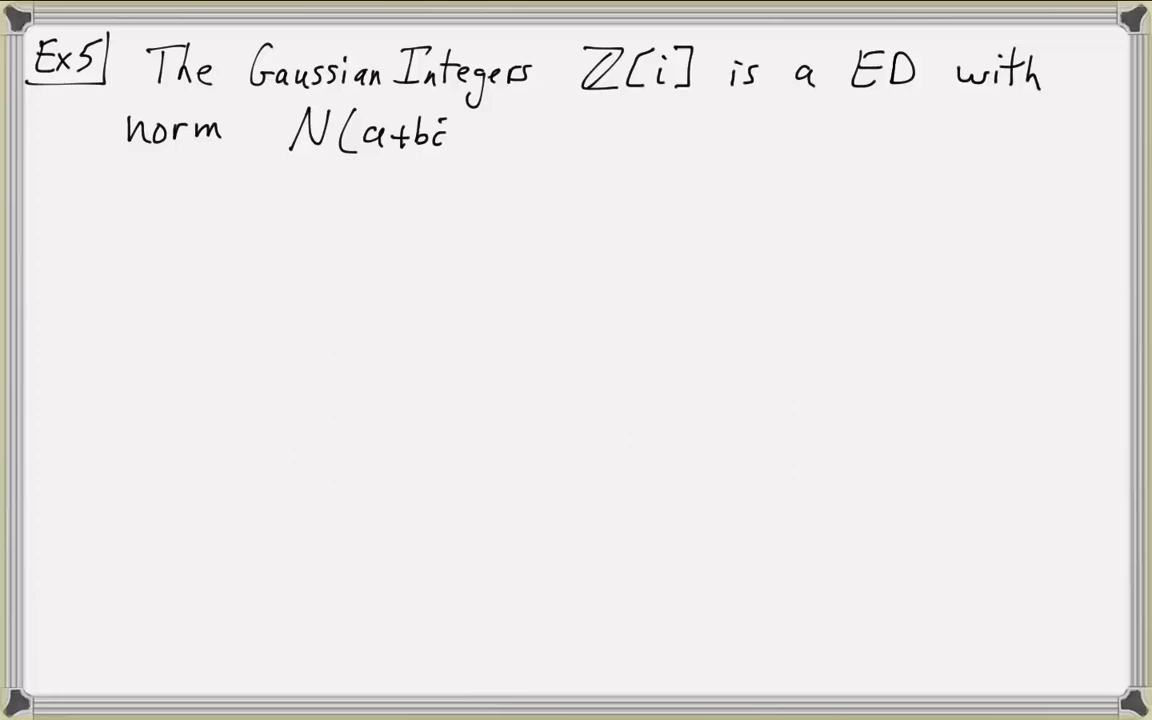 Ex5 The Gaussian Integers ℤ[i] is a ED with
norm N(a+bi